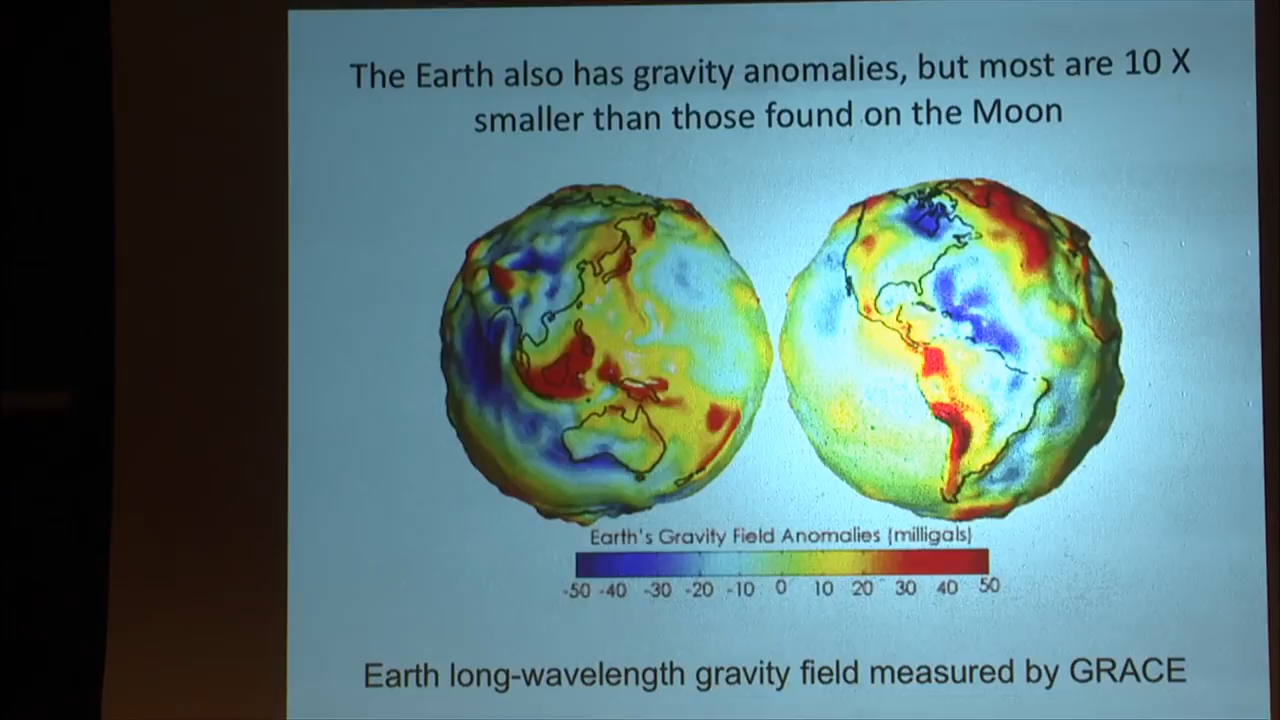 The Earth also has gravity anomalies, but most are 10 X
smaller than those found on the Moon
Earth's Gravity Field Anomalies (milligals)
-50 -40 -30 -20 -10 0 10 20 30 40 50
Earth long-wavelength gravity field measured by GRACE